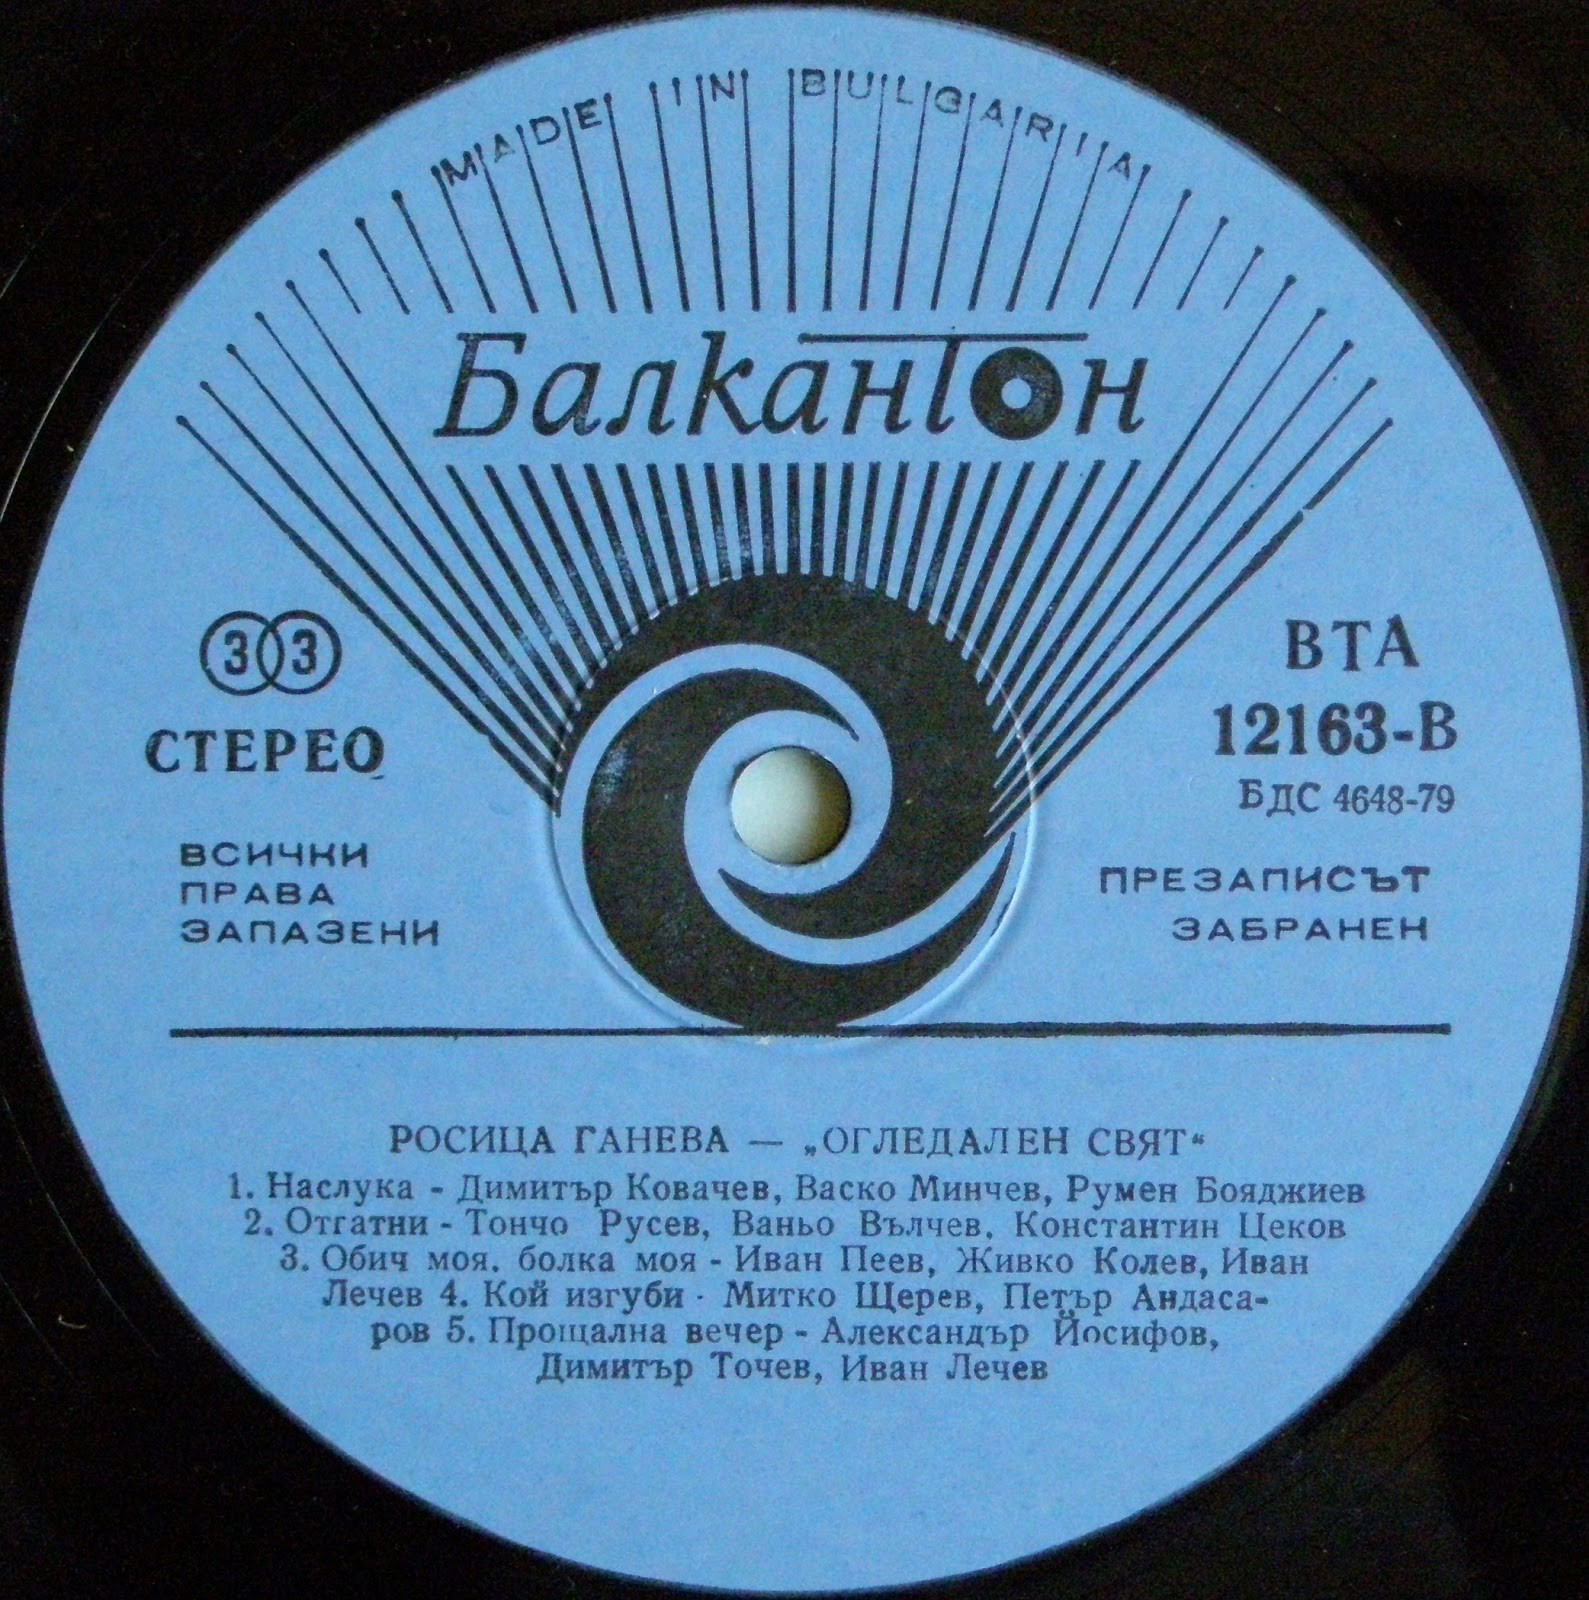 MADE IN BULGARIA
Балкантон
33
СТЕРЕО
ВСИЧКИ
ПРАВА
ЗАПАЗЕНИ
ВТА
12163-В
БДС 4648-79
ПРЕЗАПИСЪТ
ЗАБРАНЕН
РОСИЦА ГАНЕВА — „ОГЛЕДАЛЕН СВЯТ“
1. Наслука - Димитър Ковачев, Васко Минчев, Румен Бояджиев
2. Отгатни - Тончо Русев, Ваньо Вълчев, Константин Цеков
3. Обич моя. болка моя - Иван Пеев, Живко Колев, Иван
Лечев 4. Кой изгуби - Митко Щерев, Петър Андаса-
ров 5. Прощална вечер - Александър Йосифов,
Димитър Точев, Иван Лечев